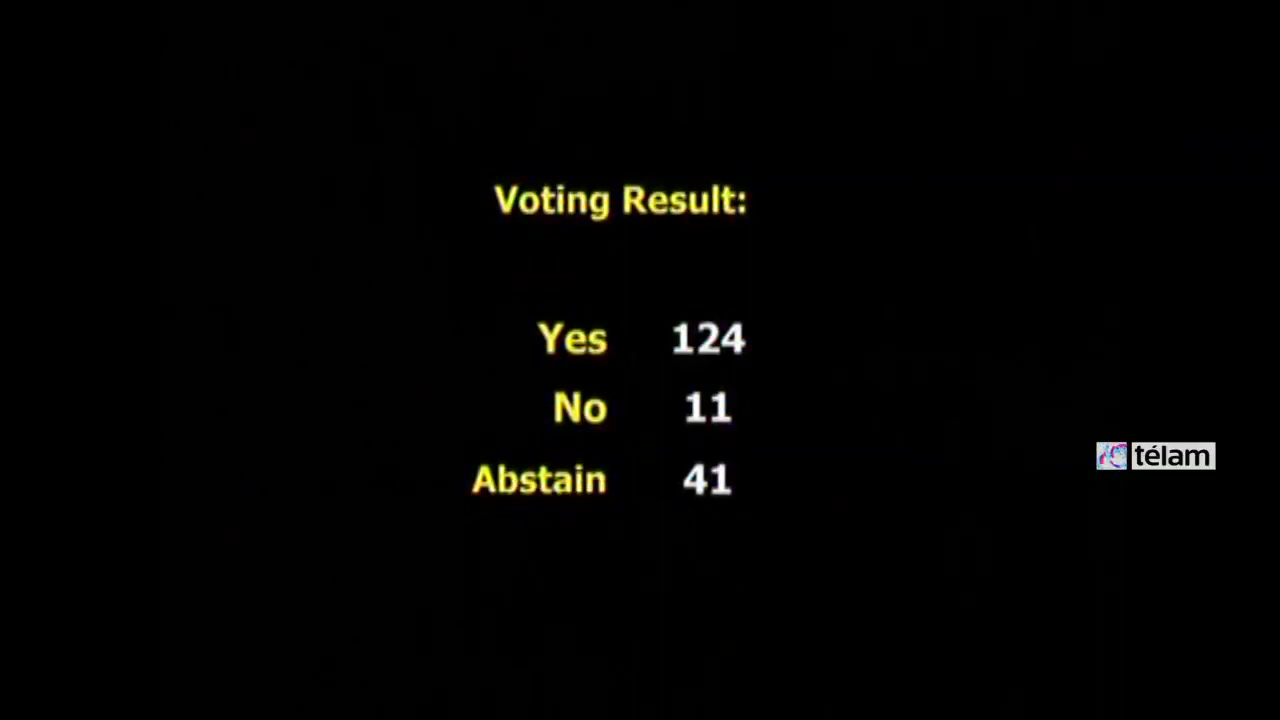 Voting Result:
Yes 124
No 11
Abstain 41
télam